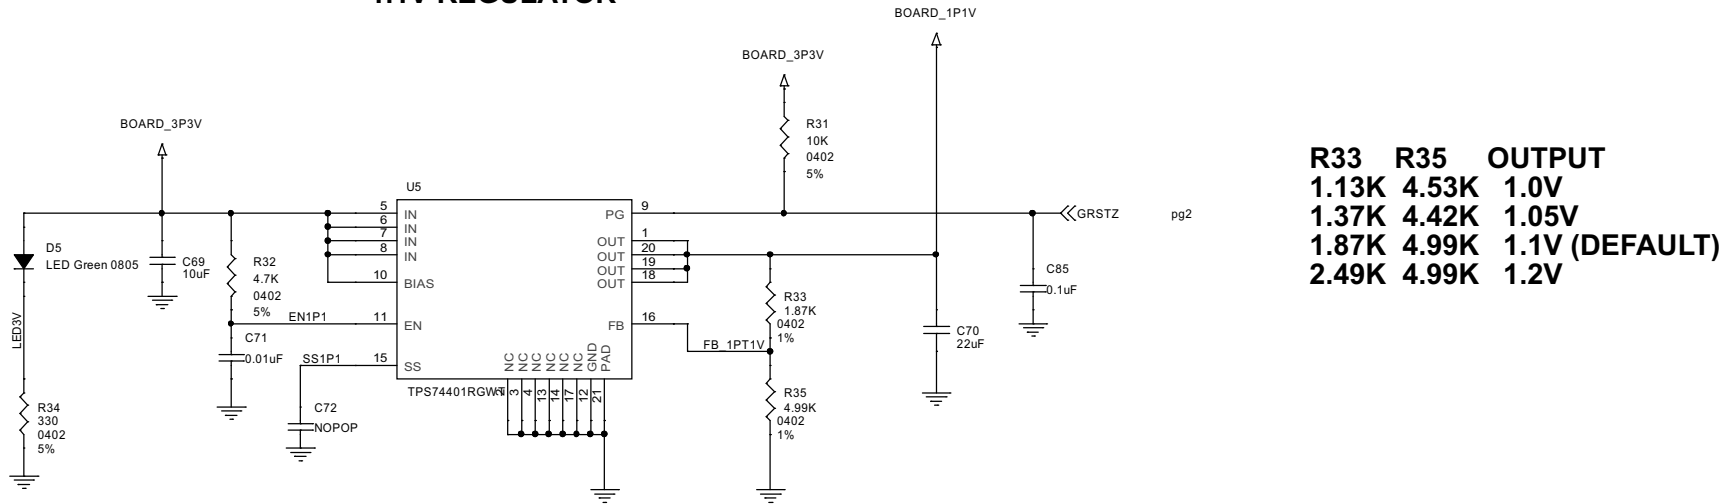 BOARD_1P1V
BOARD_3P3V
BOARD_3P3V
R31
10K
0402
5%
U5
D5
LED Green 0805
C69
10uF
R32
4.7K
0402
5%
EN1P1
C71
0.01uF
SS1P1
C72
NOPOP
LED3V
R34
330
0402
5%
5 IN
6 IN
7 IN
8 IN
10 BIAS
11 EN
15 SS
PG 9
OUT 1
OUT 20
OUT 19
OUT 18
FB 16
NC
NC 3
NC 4
NC 13
NC 14
NC 17
GND 12
PAD 21
TPS74401RGWT
GRSTZ pg2
R33
1.87K
0402
1%
FB_1PT1V
R35
4.99K
0402
1%
C70
22uF
C85
0.1uF
R33 R35 OUTPUT
1.13K 4.53K 1.0V
1.37K 4.42K 1.05V
1.87K 4.99K 1.1V (DEFAULT)
2.49K 4.99K 1.2V